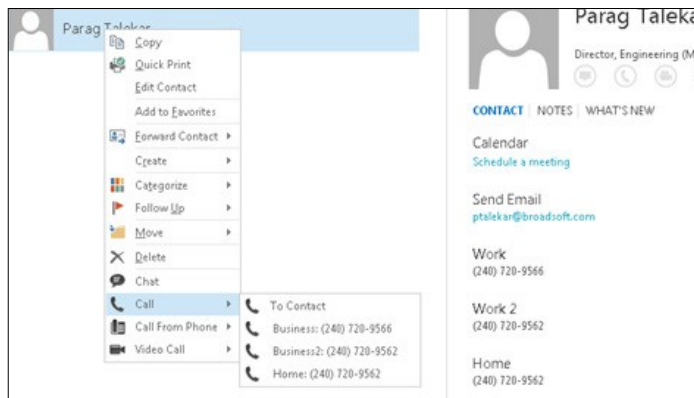 Parag Talekar
Copy
Quick Print
Edit Contact
Add to Favorites
Forward Contact
Create
Categorize
Follow Up
Move
Delete
Chat
Call
Call From Phone
Video Call
To Contact
Business: (240) 720-9566
Business2: (240) 720-9562
Home: (240) 720-9562
Parag Taleka
Director, Engineering (M
CONTACT NOTES WHAT'S NEW
Calendar
Schedule a meeting
Send Email
ptalekar@broadsoft.com
Work
(240) 720-9566
Work 2
(240) 720-9562
Home
(240) 720-9562